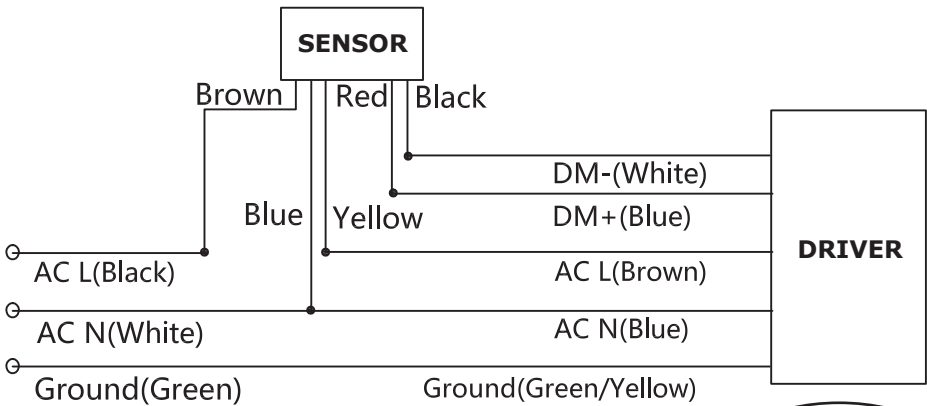 SENSOR
Brown Red Black
DM-(White)
Blue Yellow DM+(Blue)
DRIVER
AC L(Black) AC L(Brown)
AC N(White) AC N(Blue)
Ground(Green) Ground(Green/Yellow)